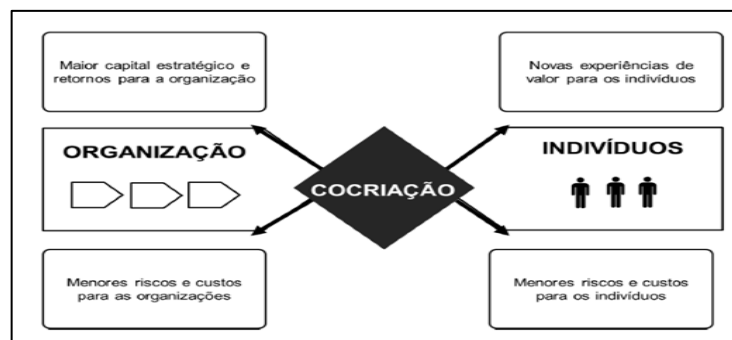 Maior capital estratégico e
retornos para a organização
Novas experiências de
valor para os indivíduos
ORGANIZAÇÃO
COCRIAÇÃO
INDIVÍDUOS
Menores riscos e custos
para as organizações
Menores riscos e custos
para os indivíduos